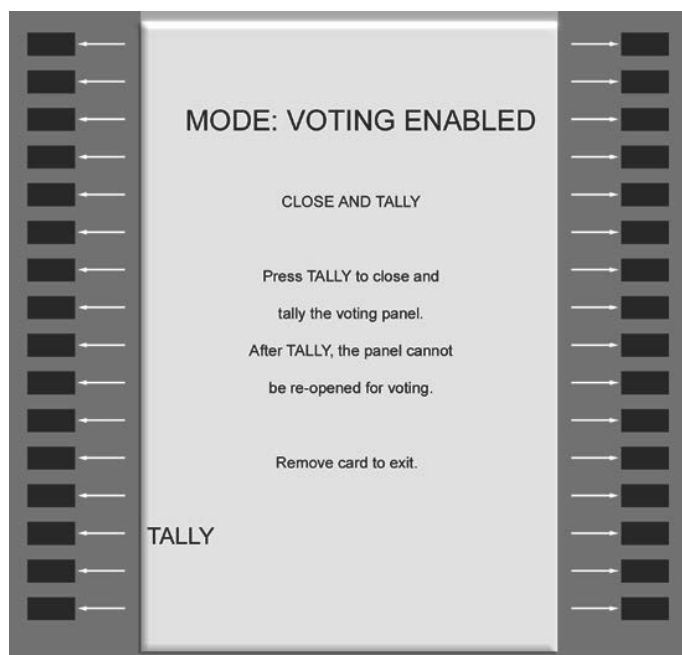 MODE: VOTING ENABLED
CLOSE AND TALLY
Press TALLY to close and
tally the voting panel.
After TALLY, the panel cannot
be re-opened for voting.
Remove card to exit.
TALLY